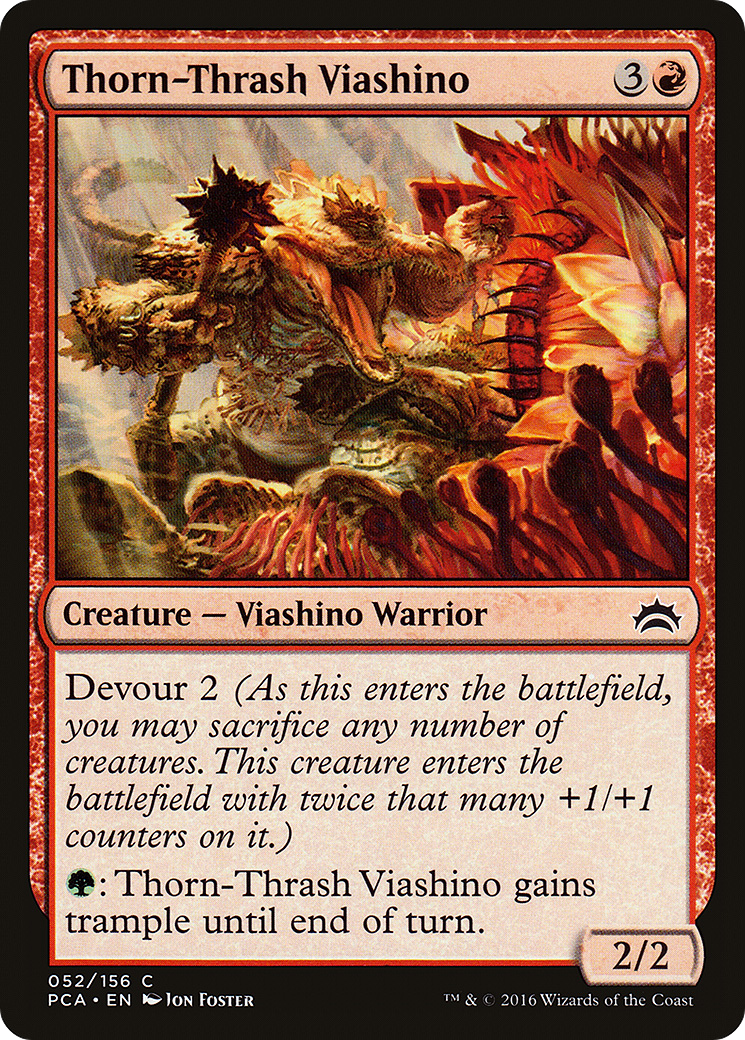 Thorn-Thrash Viashino 3
Creature — Viashino Warrior
Devour 2 (As this enters the battlefield,
you may sacrifice any number of
creatures. This creature enters the
battlefield with twice that many +1/+1
counters on it.)
: Thorn-Thrash Viashino gains
trample until end of turn.
2/2
052/156 C
PCA • EN Jon Foster
™ & © 2016 Wizards of the Coast